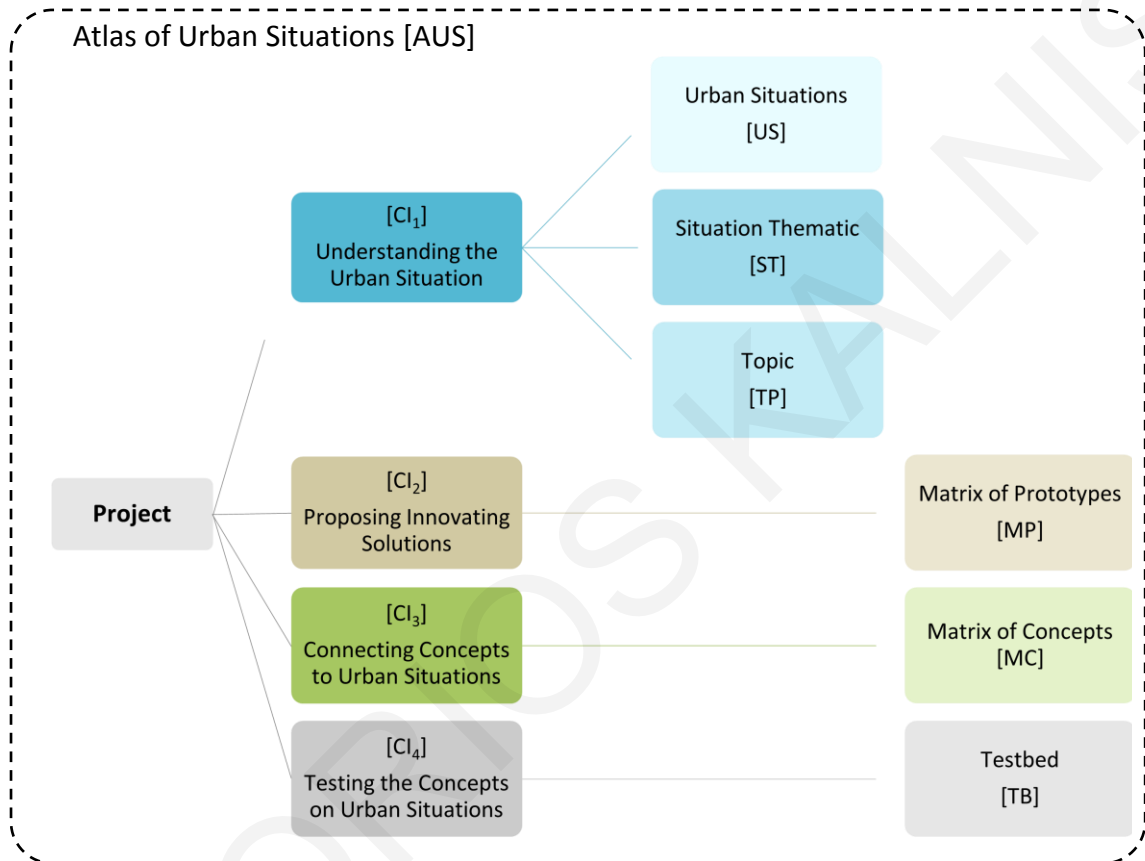 Atlas of Urban Situations [AUS]
Urban Situations
[US]
[CI₁]
Understanding the
Urban Situation
Situation Thematic
[ST]
Topic
[TP]
Project
[CI₂]
Proposing Innovating
Solutions
Matrix of Prototypes
[MP]
[CI₃]
Connecting Concepts
to Urban Situations
Matrix of Concepts
[MC]
[CI₄]
Testing the Concepts
on Urban Situations
Testbed
[TB]
KALNIS